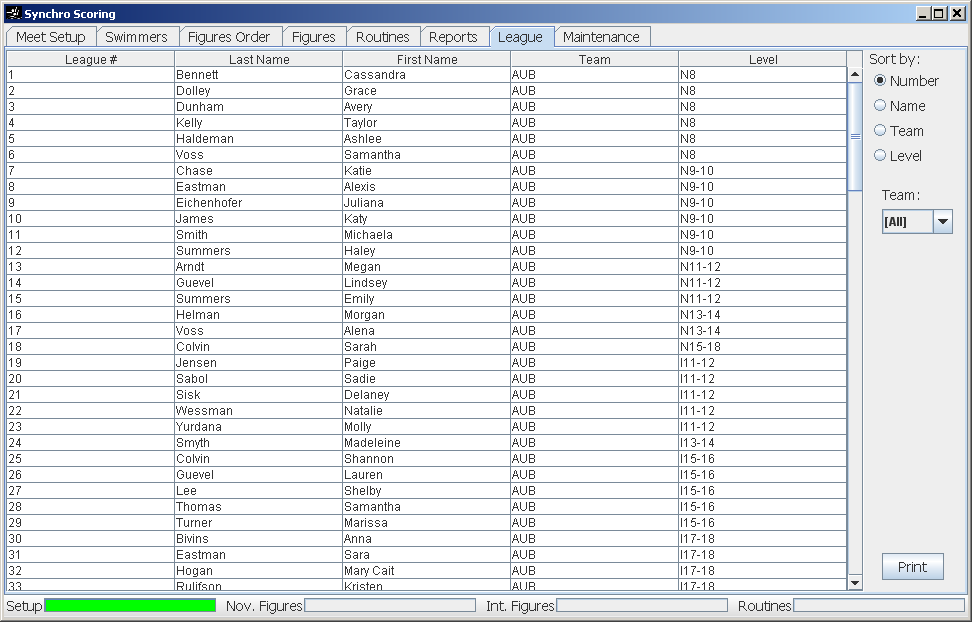 Synchro Scoring
Meet Setup Swimmers Figures Order Figures Routines Reports League Maintenance
League # Last Name First Name Team Level
1 Bennett Cassandra AUB N8
2 Dolley Grace AUB N8
3 Dunham Avery AUB N8
4 Kelly Taylor AUB N8
5 Haldeman Ashlee AUB N8
6 Voss Samantha AUB N8
7 Chase Katie AUB N9-10
8 Eastman Alexis AUB N9-10
9 Eichenhofer Juliana AUB N9-10
10 James Katy AUB N9-10
11 Smith Michaela AUB N9-10
12 Summers Haley AUB N9-10
13 Arndt Megan AUB N11-12
14 Guevel Lindsey AUB N11-12
15 Summers Emily AUB N11-12
16 Helman Morgan AUB N13-14
17 Voss Alena AUB N13-14
18 Colvin Sarah AUB N15-18
19 Jensen Paige AUB I11-12
20 Sabol Sadie AUB I11-12
21 Sisk Delaney AUB I11-12
22 Wessman Natalie AUB I11-12
23 Yurdana Molly AUB I11-12
24 Smyth Madeleine AUB I13-14
25 Colvin Shannon AUB I15-16
26 Guevel Lauren AUB I15-16
27 Lee Shelby AUB I15-16
28 Thomas Samantha AUB I15-16
29 Turner Marissa AUB I15-16
30 Bivins Anna AUB I17-18
31 Eastman Sara AUB I17-18
32 Hogan Mary Cait AUB I17-18
33 Rulifson Kristen AUB I17-18
Sort by:
Number
Name
Team
Level
Team:
[All]
Print
Setup Nov. Figures Int. Figures Routines